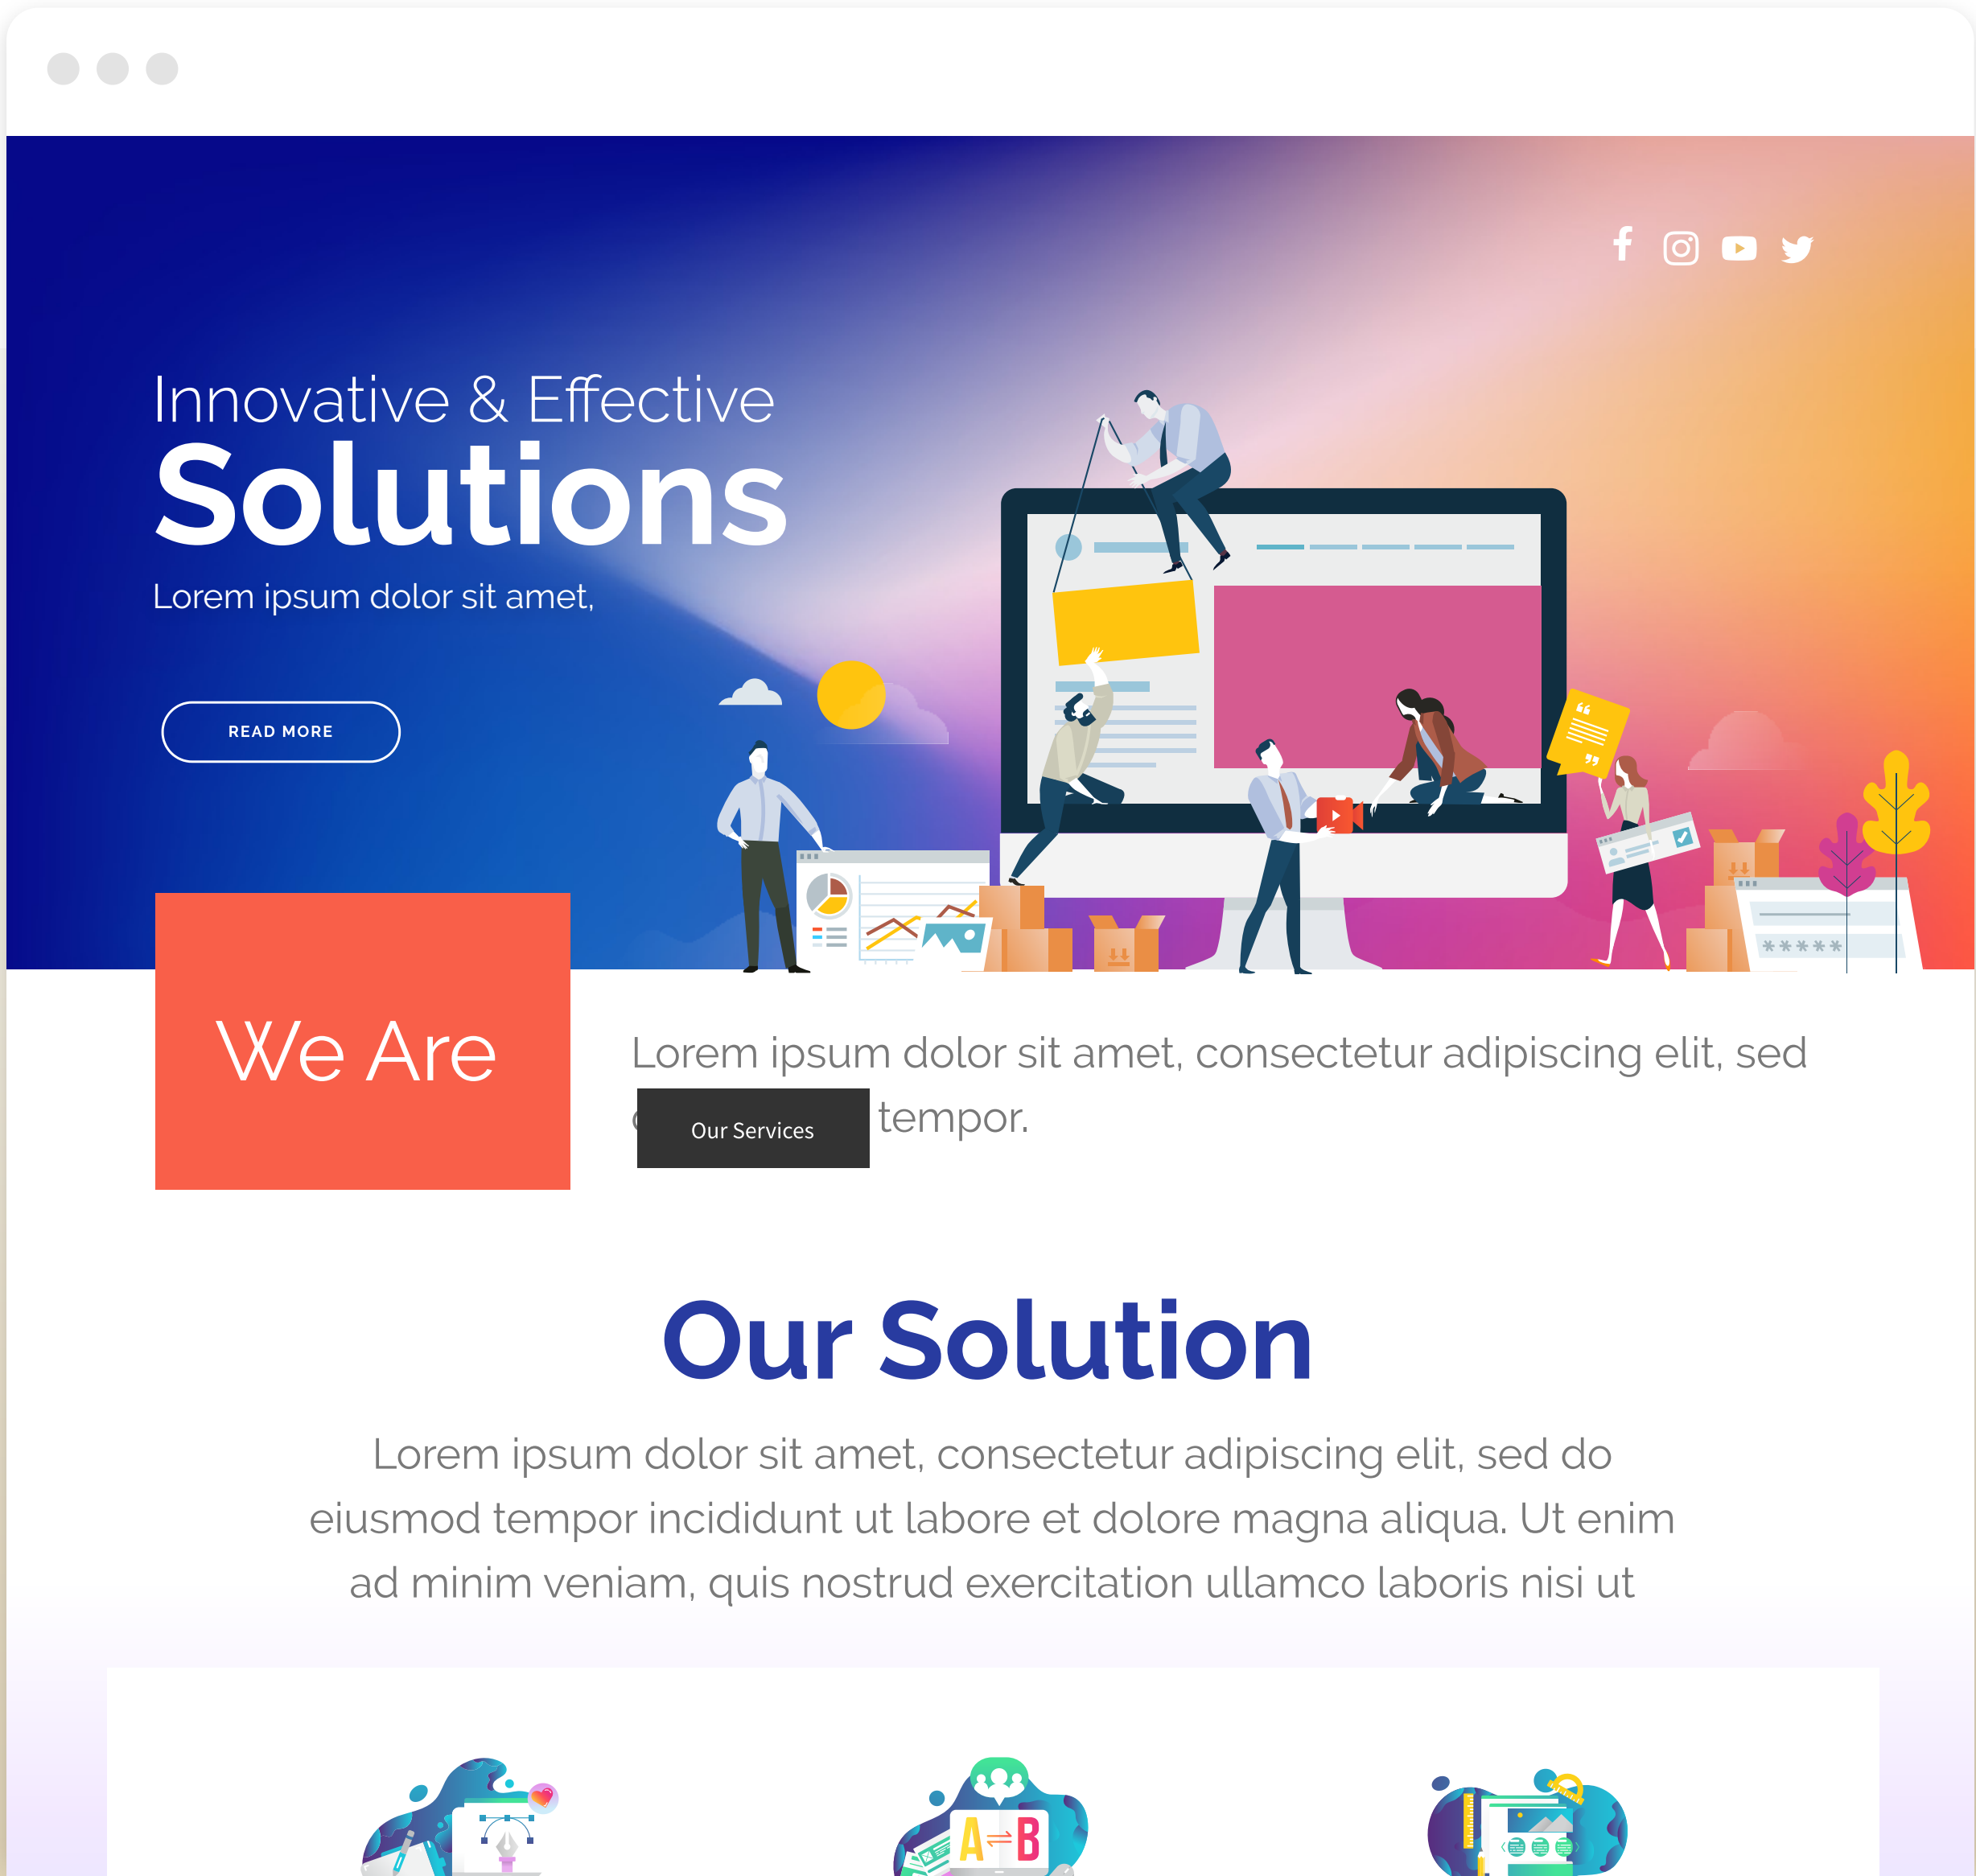 Innovative & Effective
Solutions
Lorem ipsum dolor sit amet,
READ MORE
We Are
Lorem ipsum dolor sit amet, consectetur adipiscing elit, sed
tempor.
Our Services
Our Solution
Lorem ipsum dolor sit amet, consectetur adipiscing elit, sed do
eiusmod tempor incididunt ut labore et dolore magna aliqua. Ut enim
ad minim veniam, quis nostrud exercitation ullamco laboris nisi ut
A B